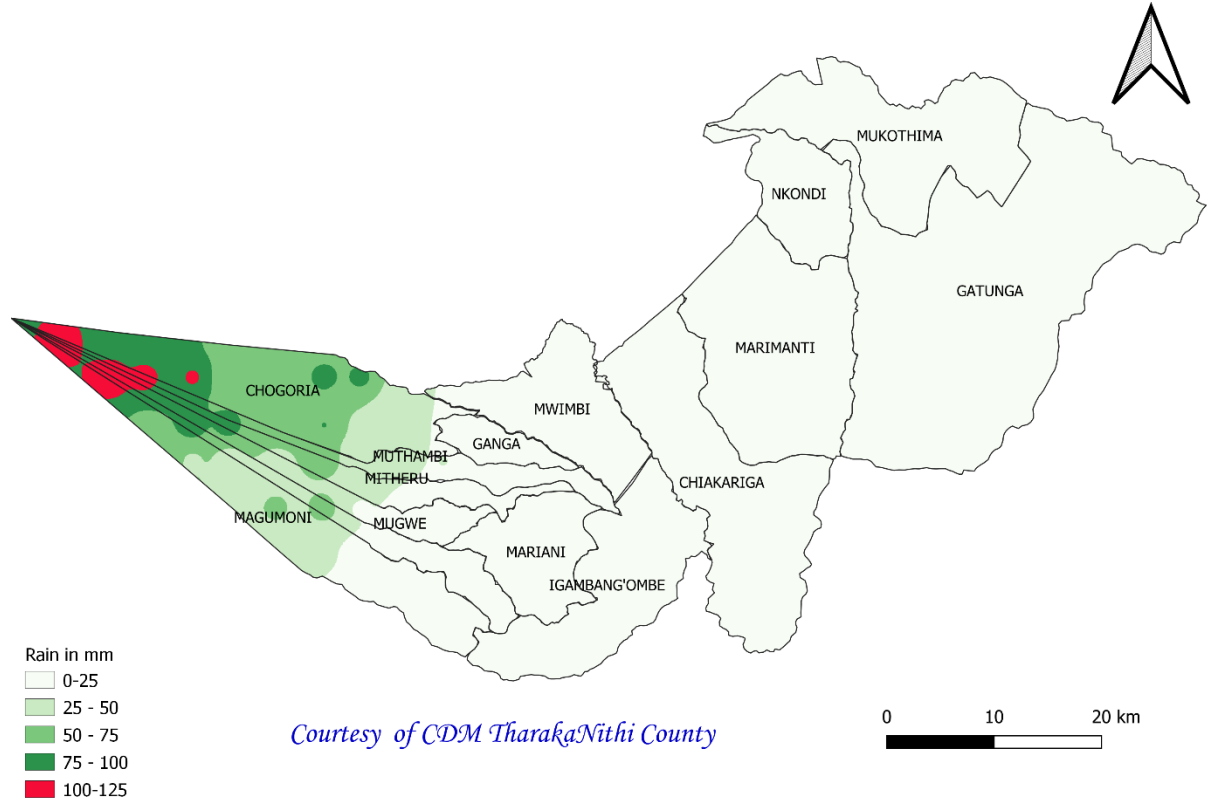 MUKOTHIMA
NKONDI
GATUNGA
MARIMANTI
CHOGORIA
MWIMBI
GANGA
MUTHAMBI
MITHERU
CHIAKARIGA
MAGUMONI
MUGWE
MARIANI
IGAMBANG'OMBE
Rain in mm
0-25
25 - 50
50 - 75
75 - 100
100-125
Courtesy of CDM TharakaNithi County
0 10 20 km